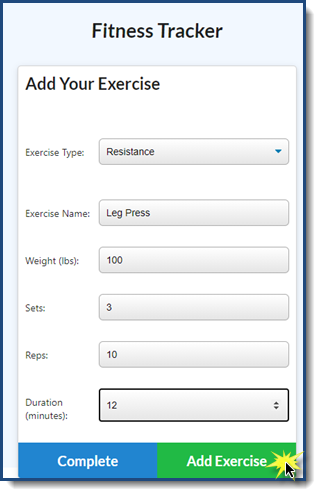 Fitness Tracker
Add Your Exercise
Exercise Type: Resistance
Exercise Name: Leg Press
Weight (lbs): 100
Sets: 3
Reps: 10
Duration (minutes): 12
Complete Add Exercise